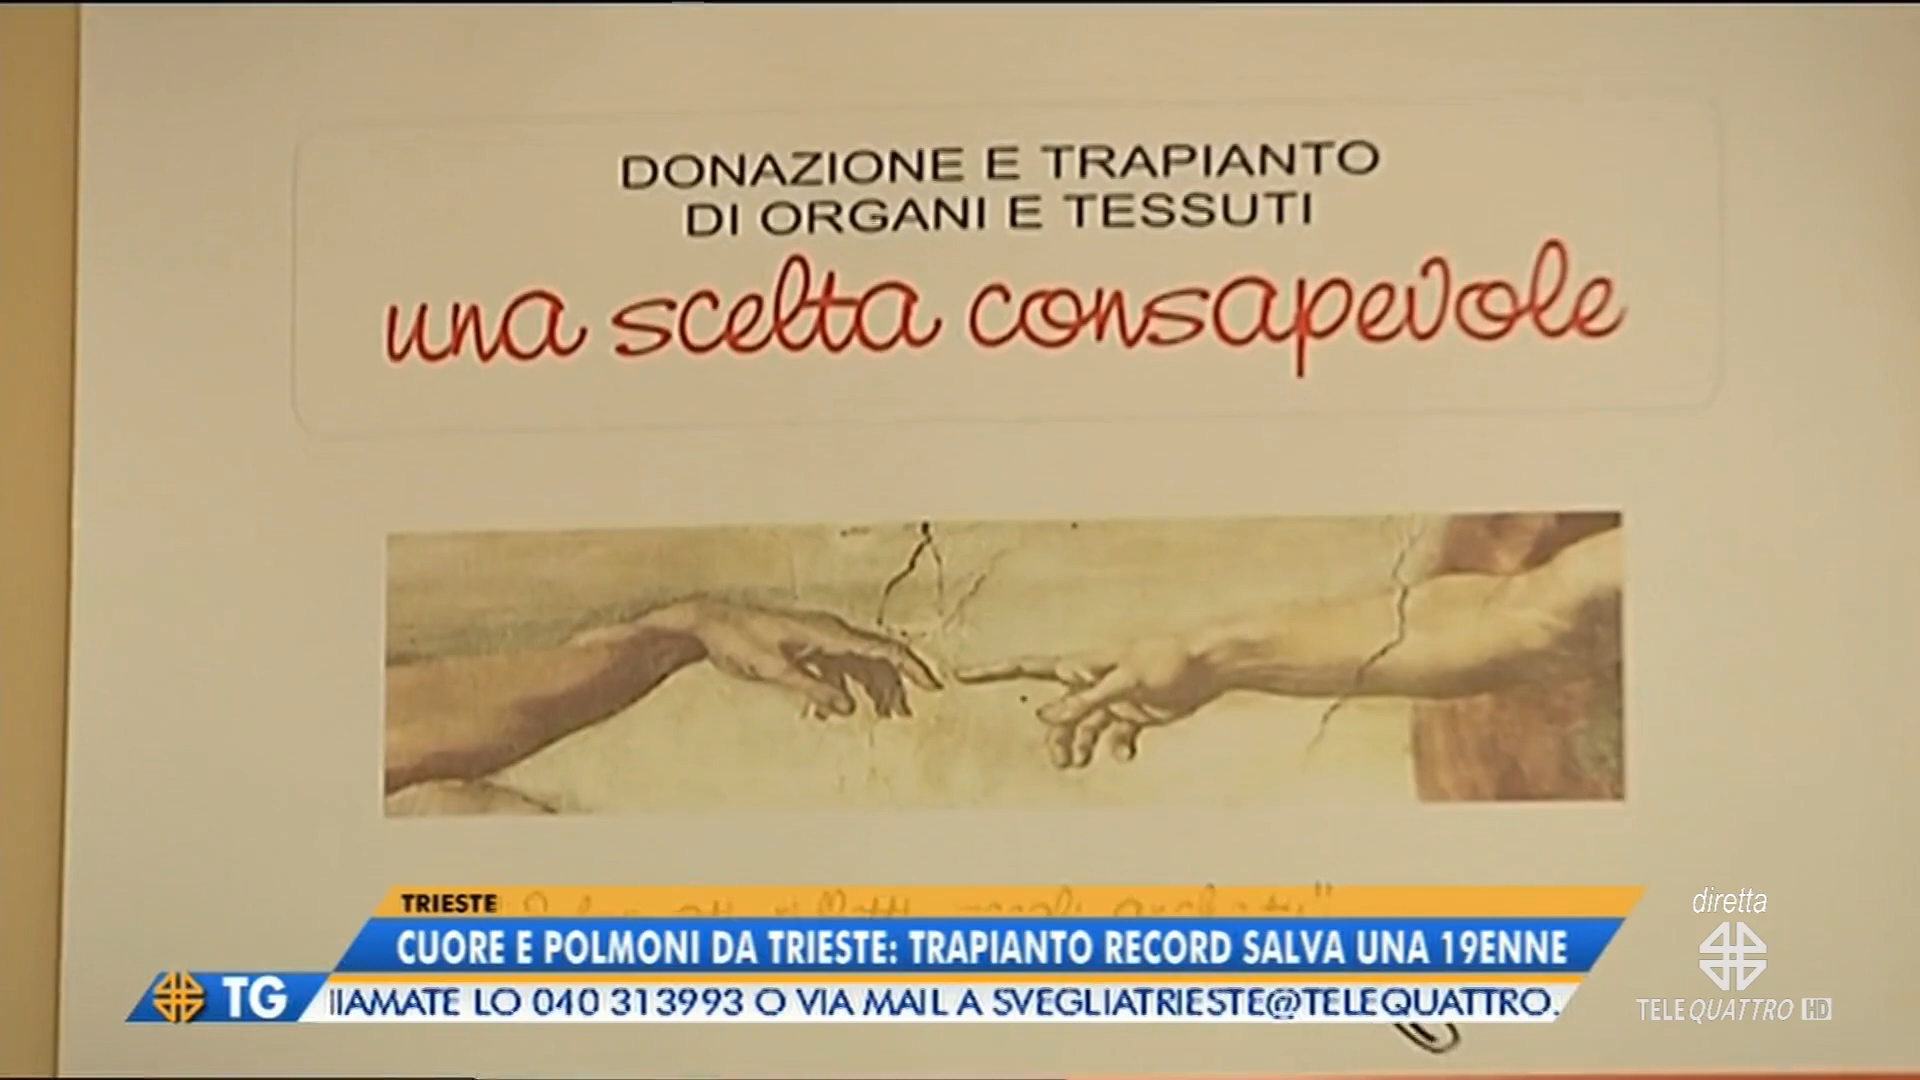 DONAZIONE E TRAPIANTO
DI ORGANI E TESSUTI
una scelta consapevole
TRIESTE
CUORE E POLMONI DA TRIESTE: TRAPIANTO RECORD SALVA UNA 19ENNE
TG
IAMATE LO 040 313993 O VIA MAIL A SVEGLIATRIESTE@TELEQUATTRO.
diretta
TELEQUATTRO HD